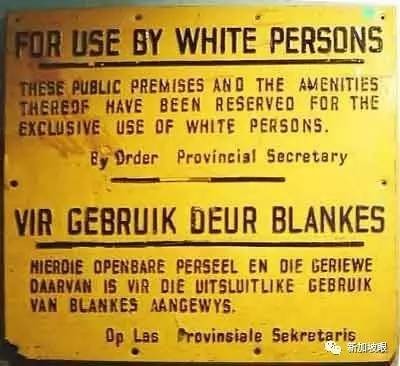 FOR USE BY WHITE PERSONS
THESE PUBLIC PREMISES AND THE AMENITIES
THEREOF HAVE BEEN RESERVED FOR THE
EXCLUSIVE USE OF WHITE PERSONS.
By Order Provincial Secretary
VIR GEBRUIK DEUR BLANKES
HIERDIE OPENBARE PERSEEL EN DIE GERIEWE
DAARVAN IS VIR DIE UITSLUITLIKE GEBRUIK
VAN BLANKES AANGEWYS.
Op Las Provinsiale Sekretaris
新加坡眼